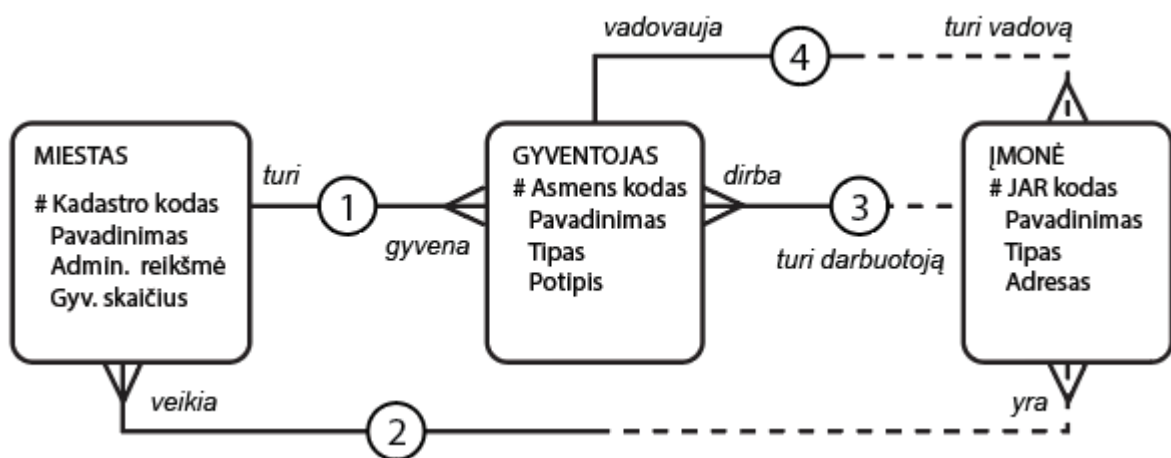 vadovauja
4
turi vadovą
MIESTAS
# Kadastro kodas
Pavadinimas
Admin. reikšmė
Gyv. skaičius
turi
1
gyvena
GYVENTOJAS
# Asmens kodas
Pavadinimas
Tipas
Potipis
dirba
3
turi darbuotoją
ĮMONĖ
# JAR kodas
Pavadinimas
Tipas
Adresas
veikia
2
yra